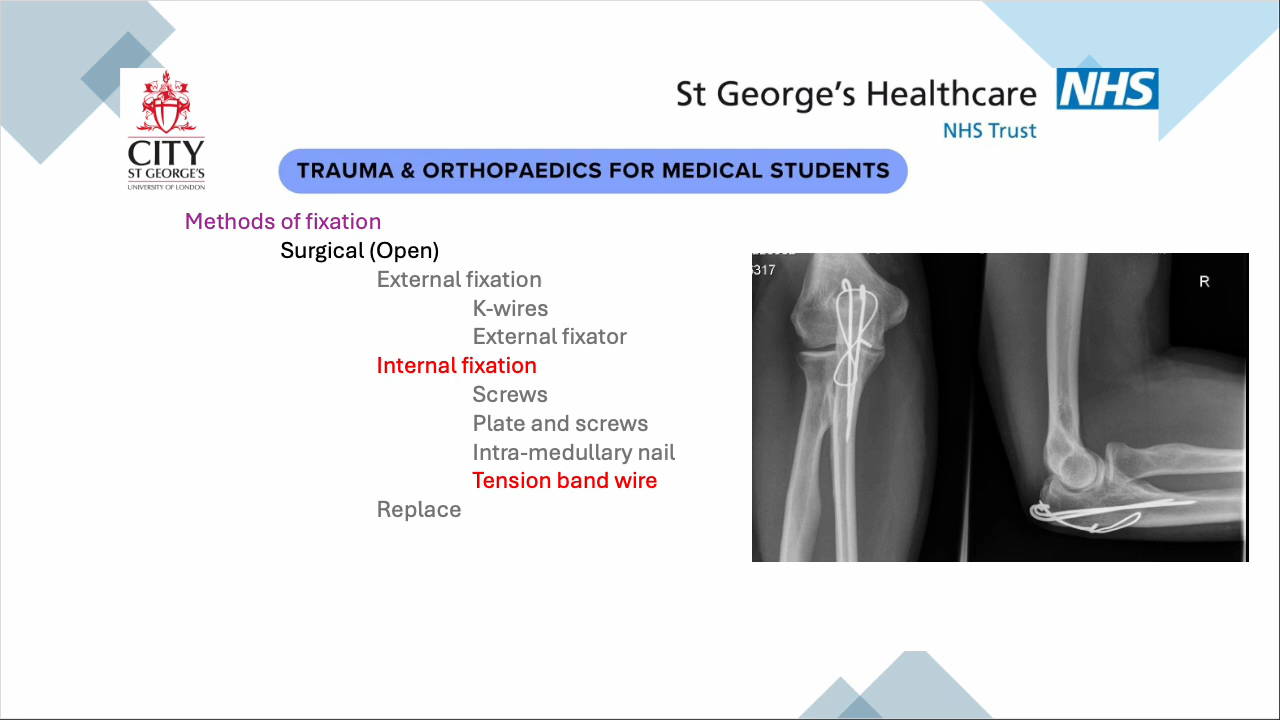 CITY
ST GEORGE'S
UNIVERSITY OF LONDON
St George's Healthcare NHS
NHS Trust
TRAUMA & ORTHOPAEDICS FOR MEDICAL STUDENTS
Methods of fixation
Surgical (Open)
External fixation
K-wires
External fixator
Internal fixation
Screws
Plate and screws
Intra-medullary nail
Tension band wire
Replace
R